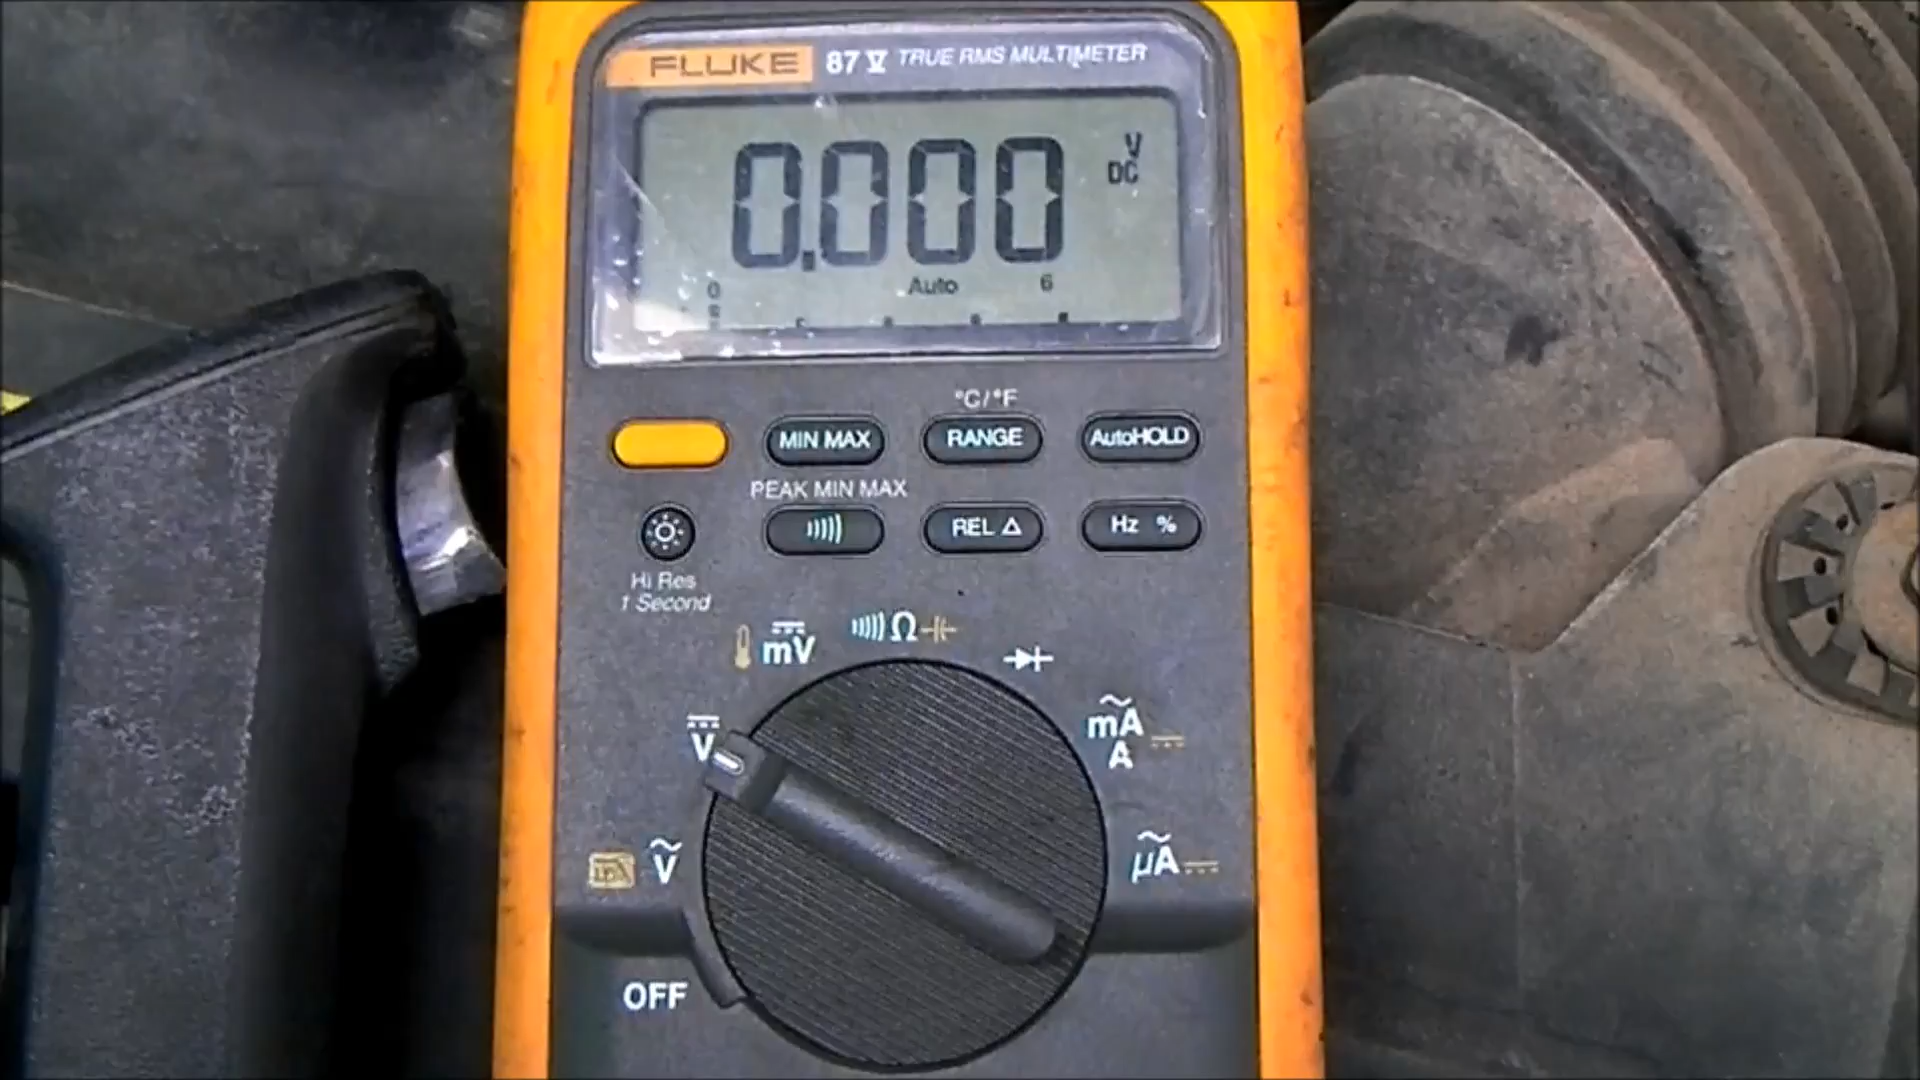 FLUKE 87 V TRUE RMS MULTIMETER
0.000 V DC
0 Auto 6
°C/°F
MIN MAX RANGE AutoHOLD
PEAK MIN MAX
REL Δ Hz %
Hi Res
1 Second
mV Ω
V mA
A
V µA
OFF